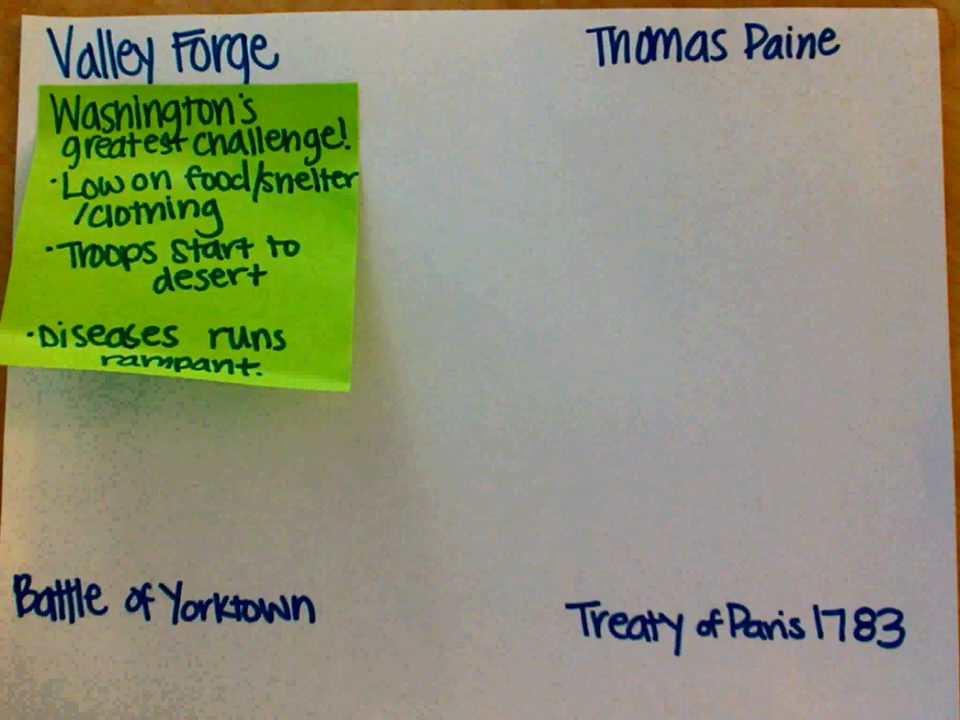 Valley Forge
Thomas Paine
Washington's
greatest challenge!
·Low on food/shelter
/clothing
·Troops start to
desert
·Diseases runs
rampant.
Battle of Yorktown
Treaty of Paris 1783